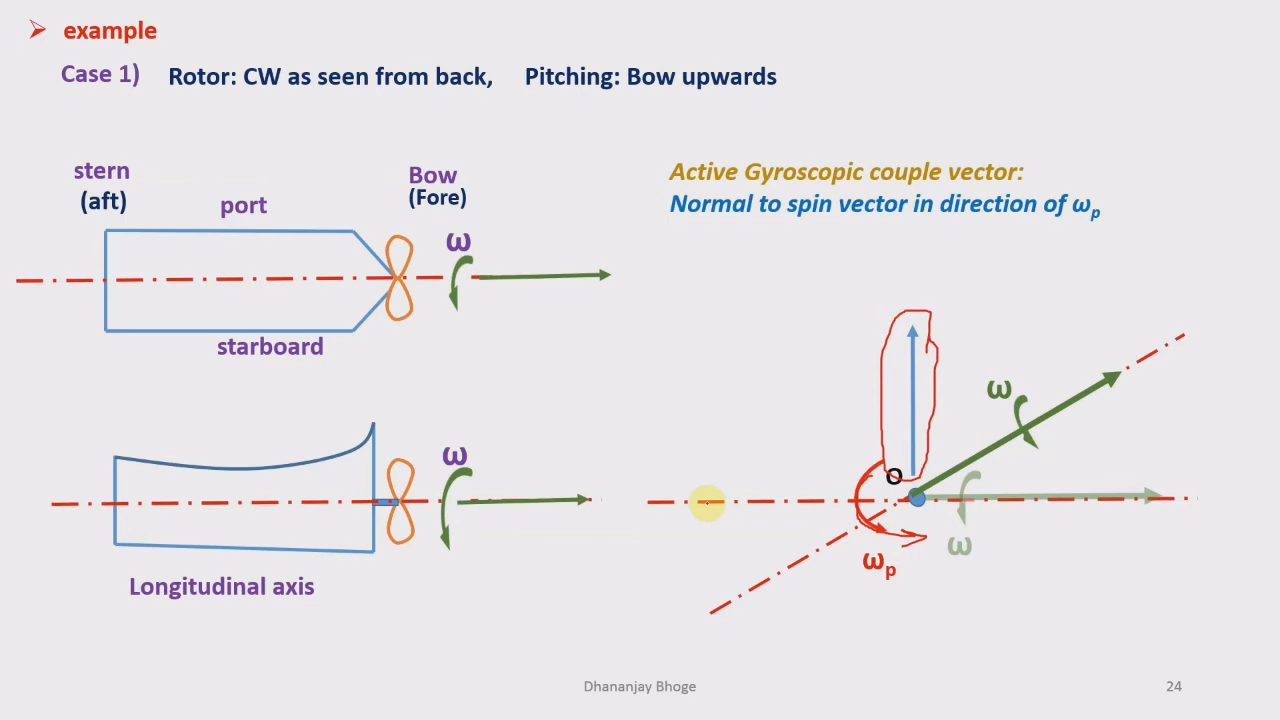 example
Case 1) Rotor: CW as seen from back, Pitching: Bow upwards
stern
(aft)
port
Bow
(Fore)
ω
starboard
Active Gyroscopic couple vector:
Normal to spin vector in direction of ωp
ω
Longitudinal axis
ω
O
ω
ωp
Dhananjay Bhoge
24